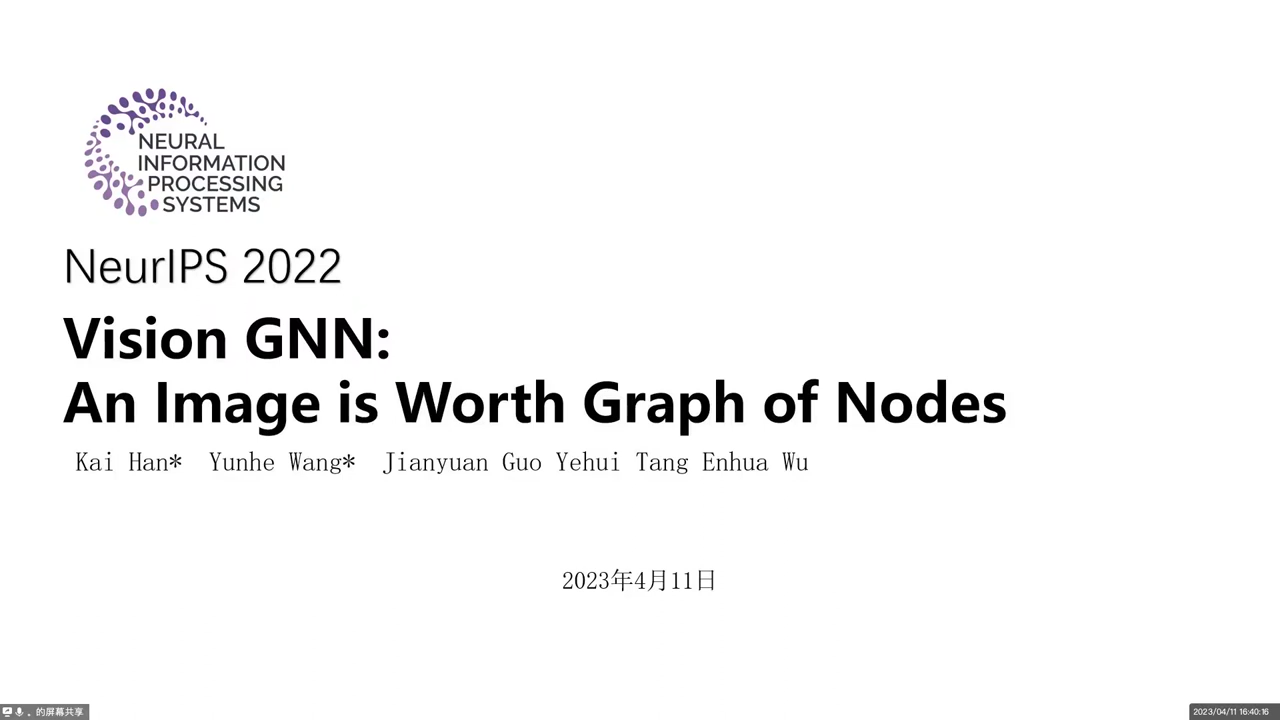 NEURAL
INFORMATION
PROCESSING
SYSTEMS
NeurIPS 2022
Vision GNN:
An Image is Worth Graph of Nodes
Kai Han* Yunhe Wang* Jianyuan Guo Yehui Tang Enhua Wu
2023年4月11日
。的屏幕共享
2023/04/11 16:40:16